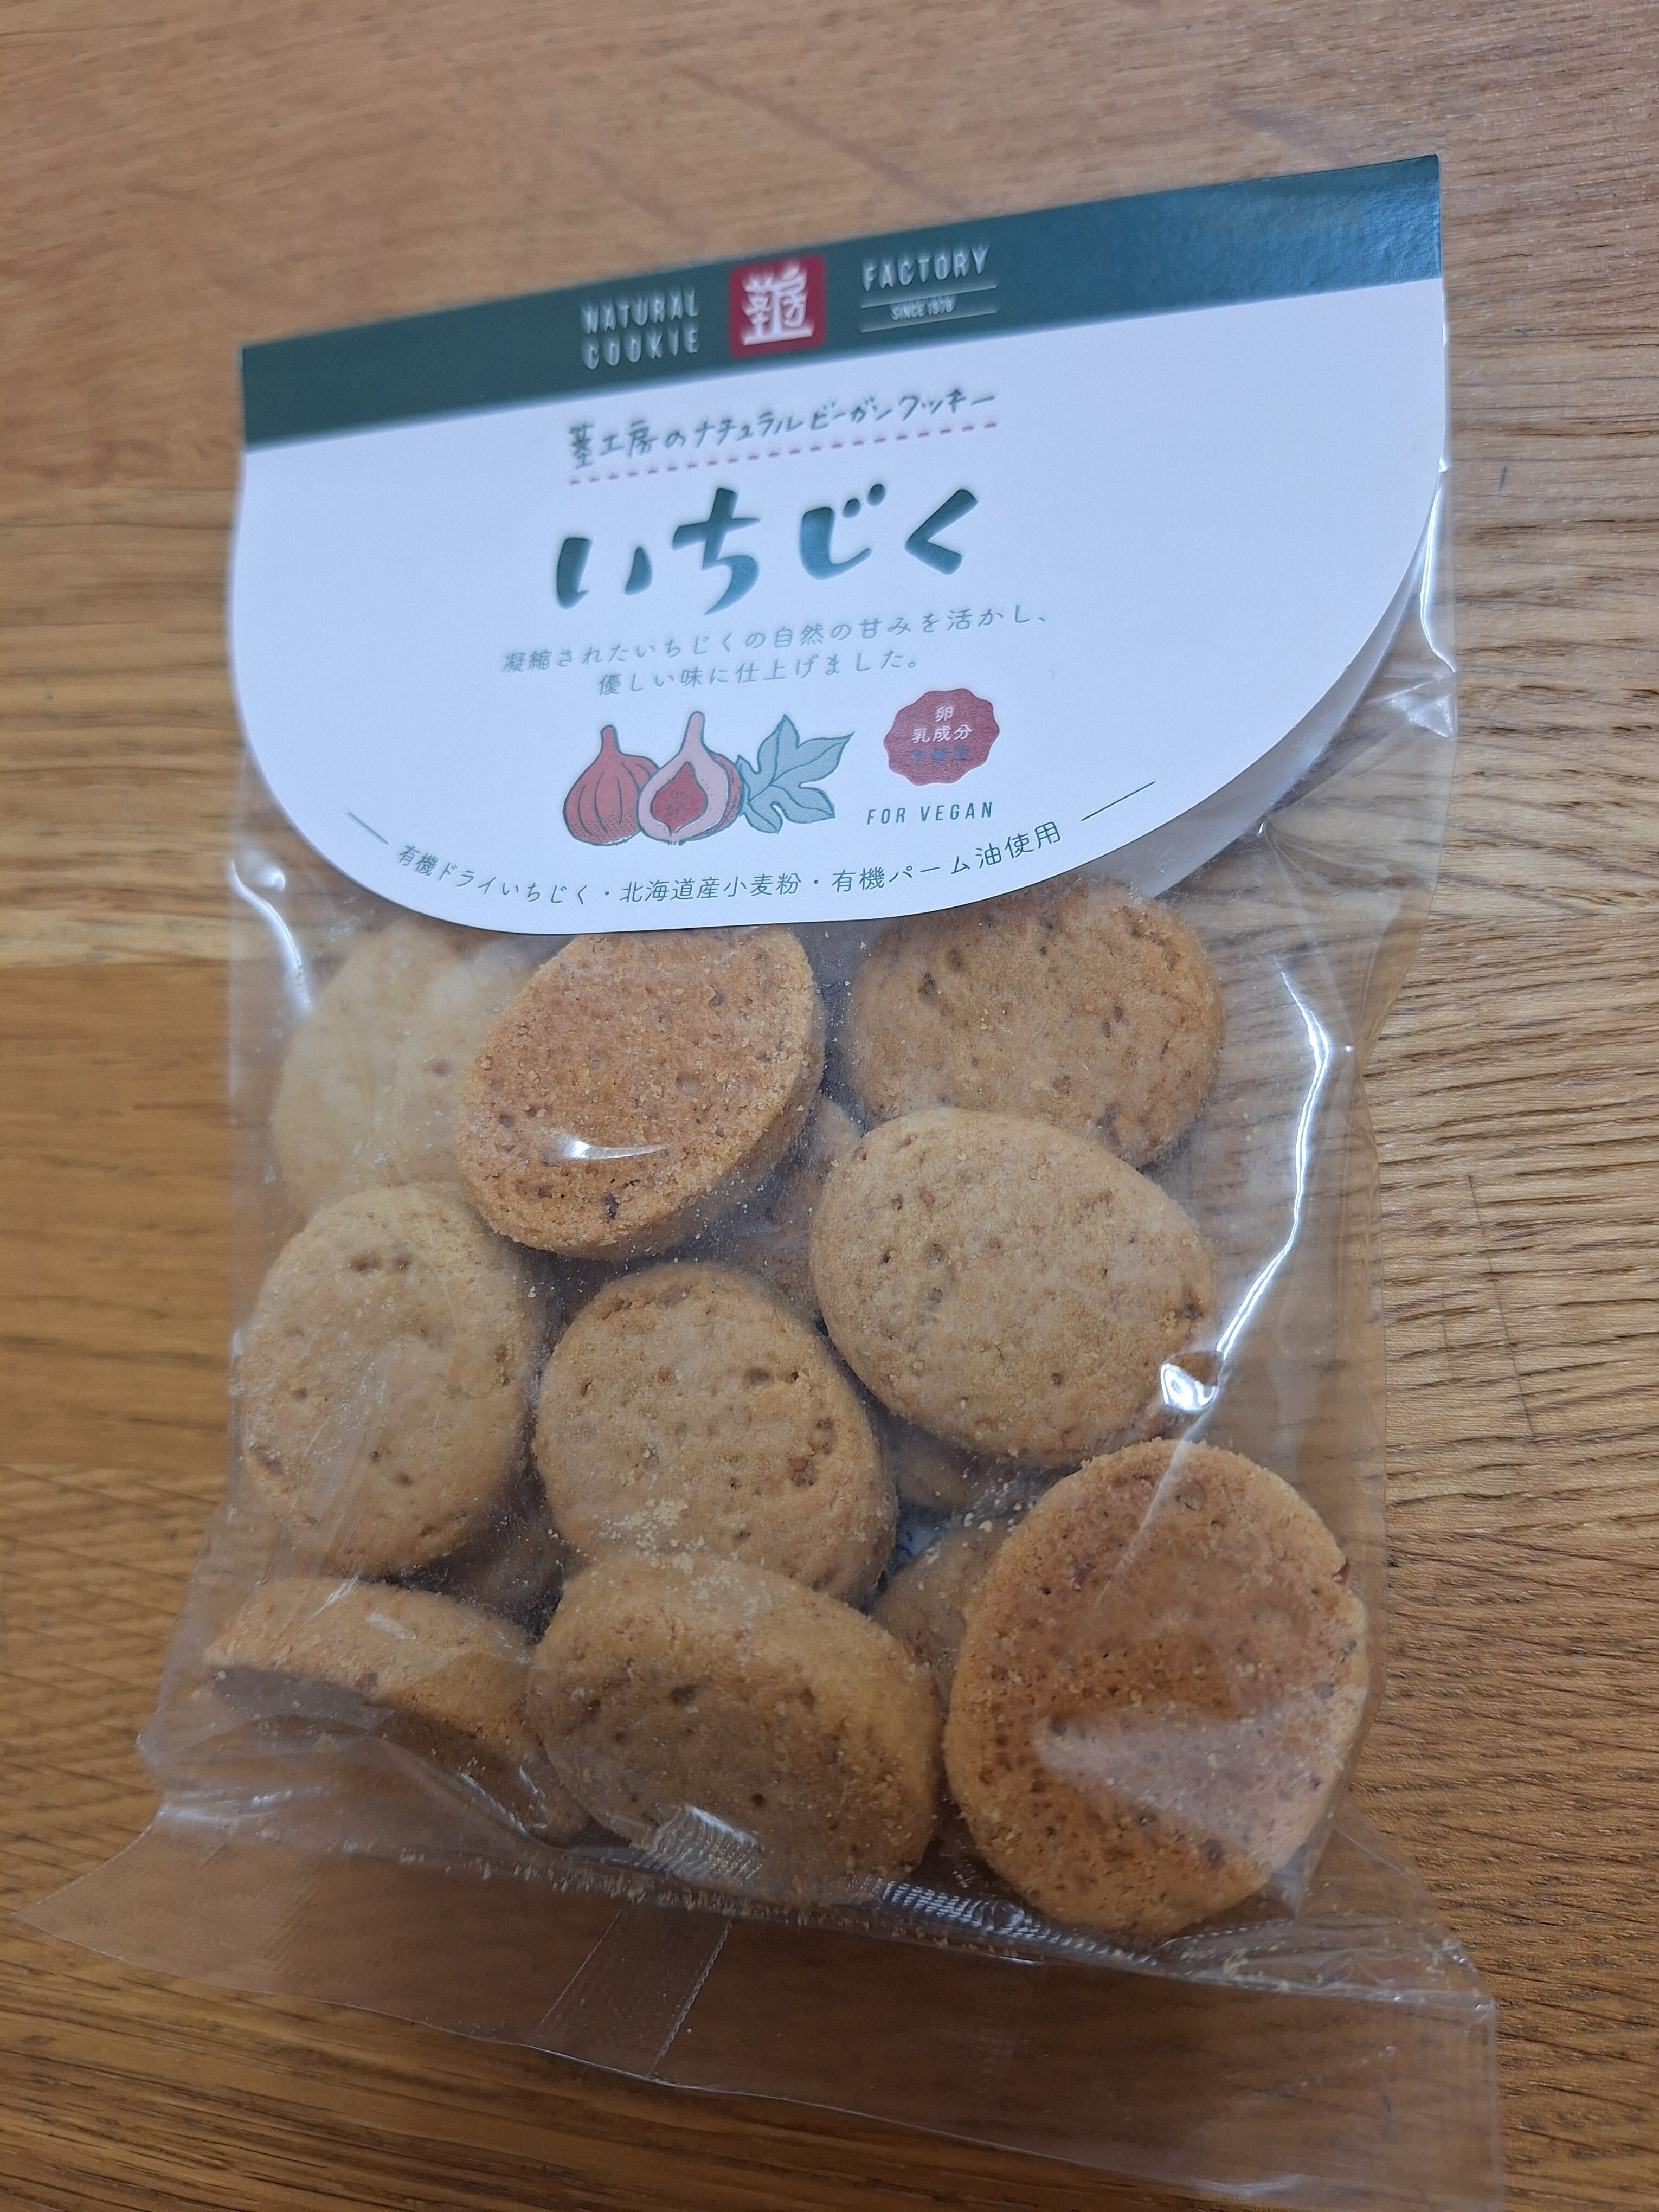 NATURAL
COOKIE
FACTORY
SINCE 1978
茎工房のナチュラルビーガンクッキー
いちじく
凝縮されたいちじくの自然の甘みを活かし、
優しい味に仕上げました。
卵
乳成分
不使用
FOR VEGAN
有機ドライいちじく・北海道産小麦粉・有機パーム油使用